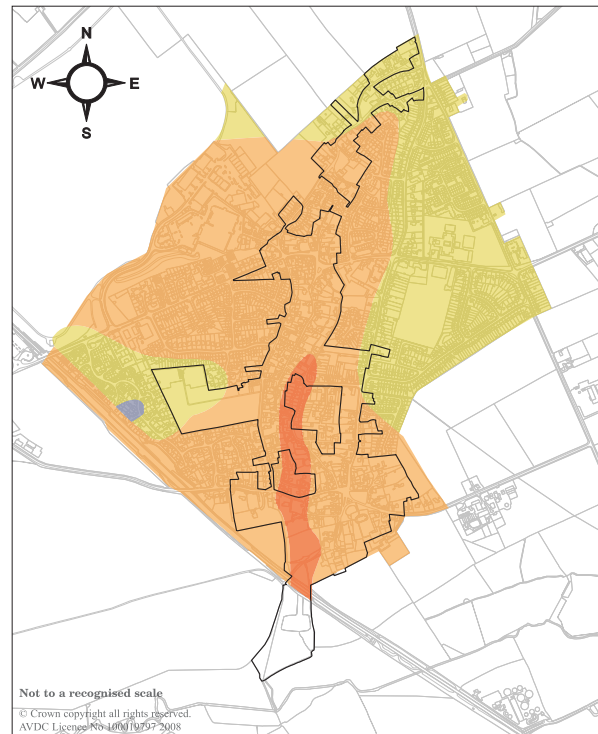 N
W E
S
Not to a recognised scale
© Crown copyright all rights reserved.
AVDC Licence No 100019797 2008